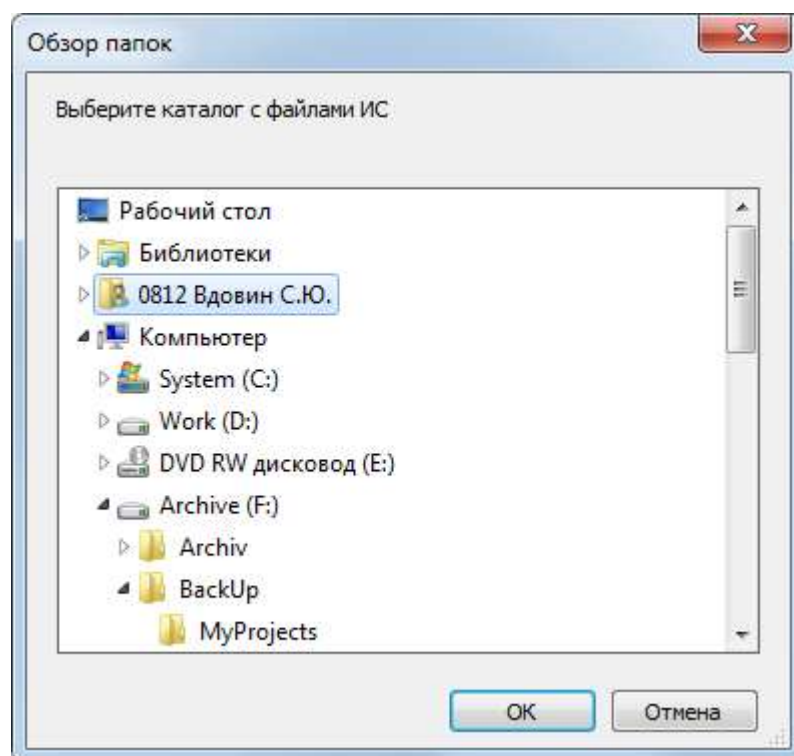 Обзор папок
Выберите каталог с файлами ИС
Рабочий стол
Библиотеки
0812 Вдовин С.Ю.
Компьютер
System (C:)
Work (D:)
DVD RW дисковод (E:)
Archive (F:)
Archiv
BackUp
MyProjects
ОК
Отмена